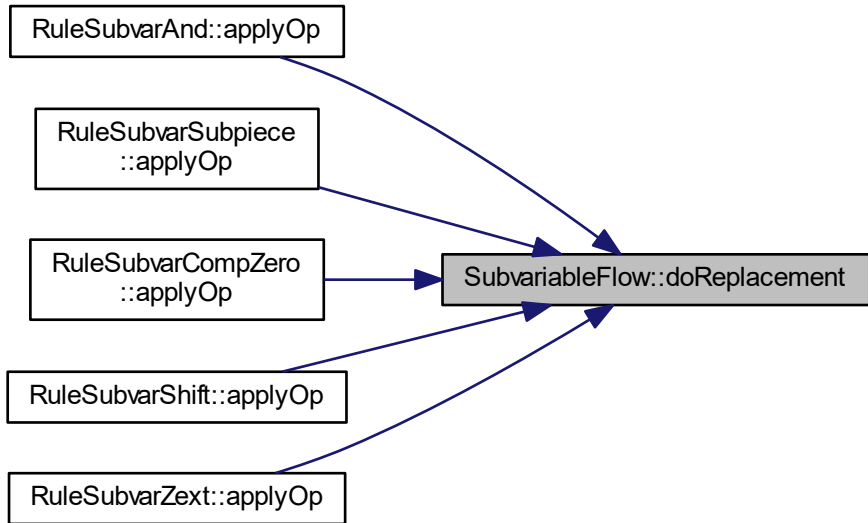 RuleSubvarAnd::applyOp
RuleSubvarSubpiece
::applyOp
RuleSubvarCompZero
::applyOp
SubvariableFlow::doReplacement
RuleSubvarShift::applyOp
RuleSubvarZext::applyOp